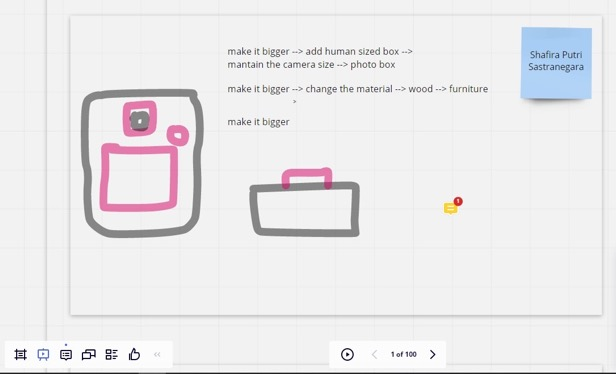 make it bigger --> add human sized box -->
mantain the camera size --> photo box
make it bigger --> change the material --> wood --> furniture
>
make it bigger
Shafira Putri
Sastranegara
1
1 of 100